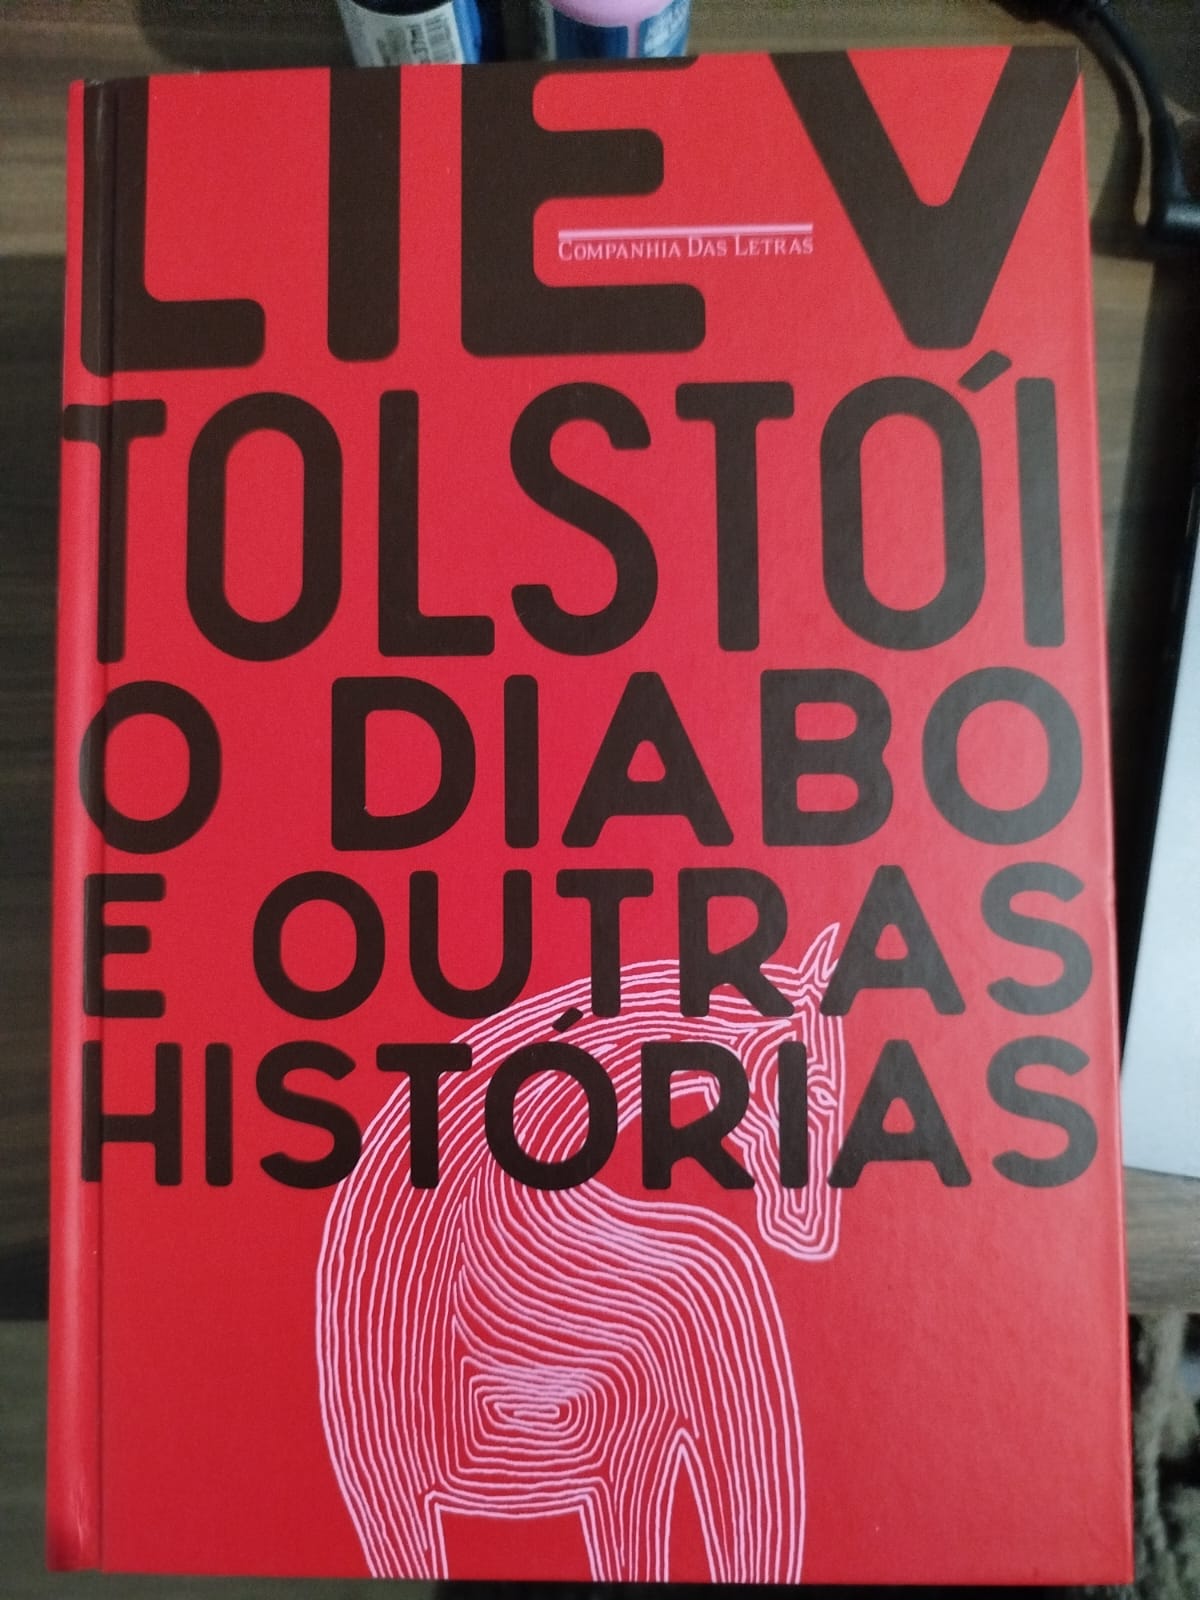 LIEV
COMPANHIA DAS LETRAS
TOLSTÓI
O DIABO
E OUTRAS
HISTÓRIAS